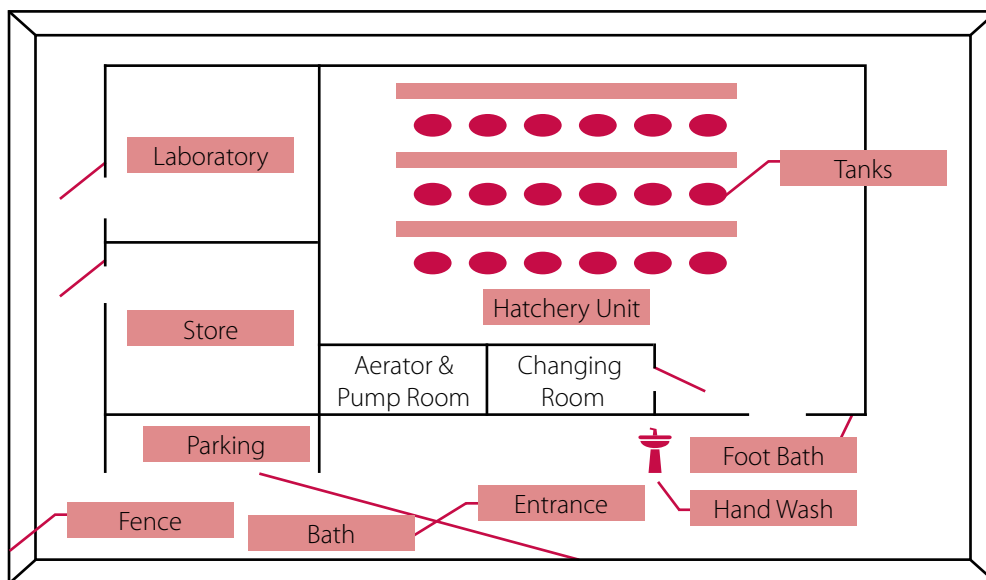 Laboratory
Tanks
Hatchery Unit
Store
Aerator &
Pump Room
Changing
Room
Parking
Foot Bath
Entrance
Hand Wash
Fence
Bath